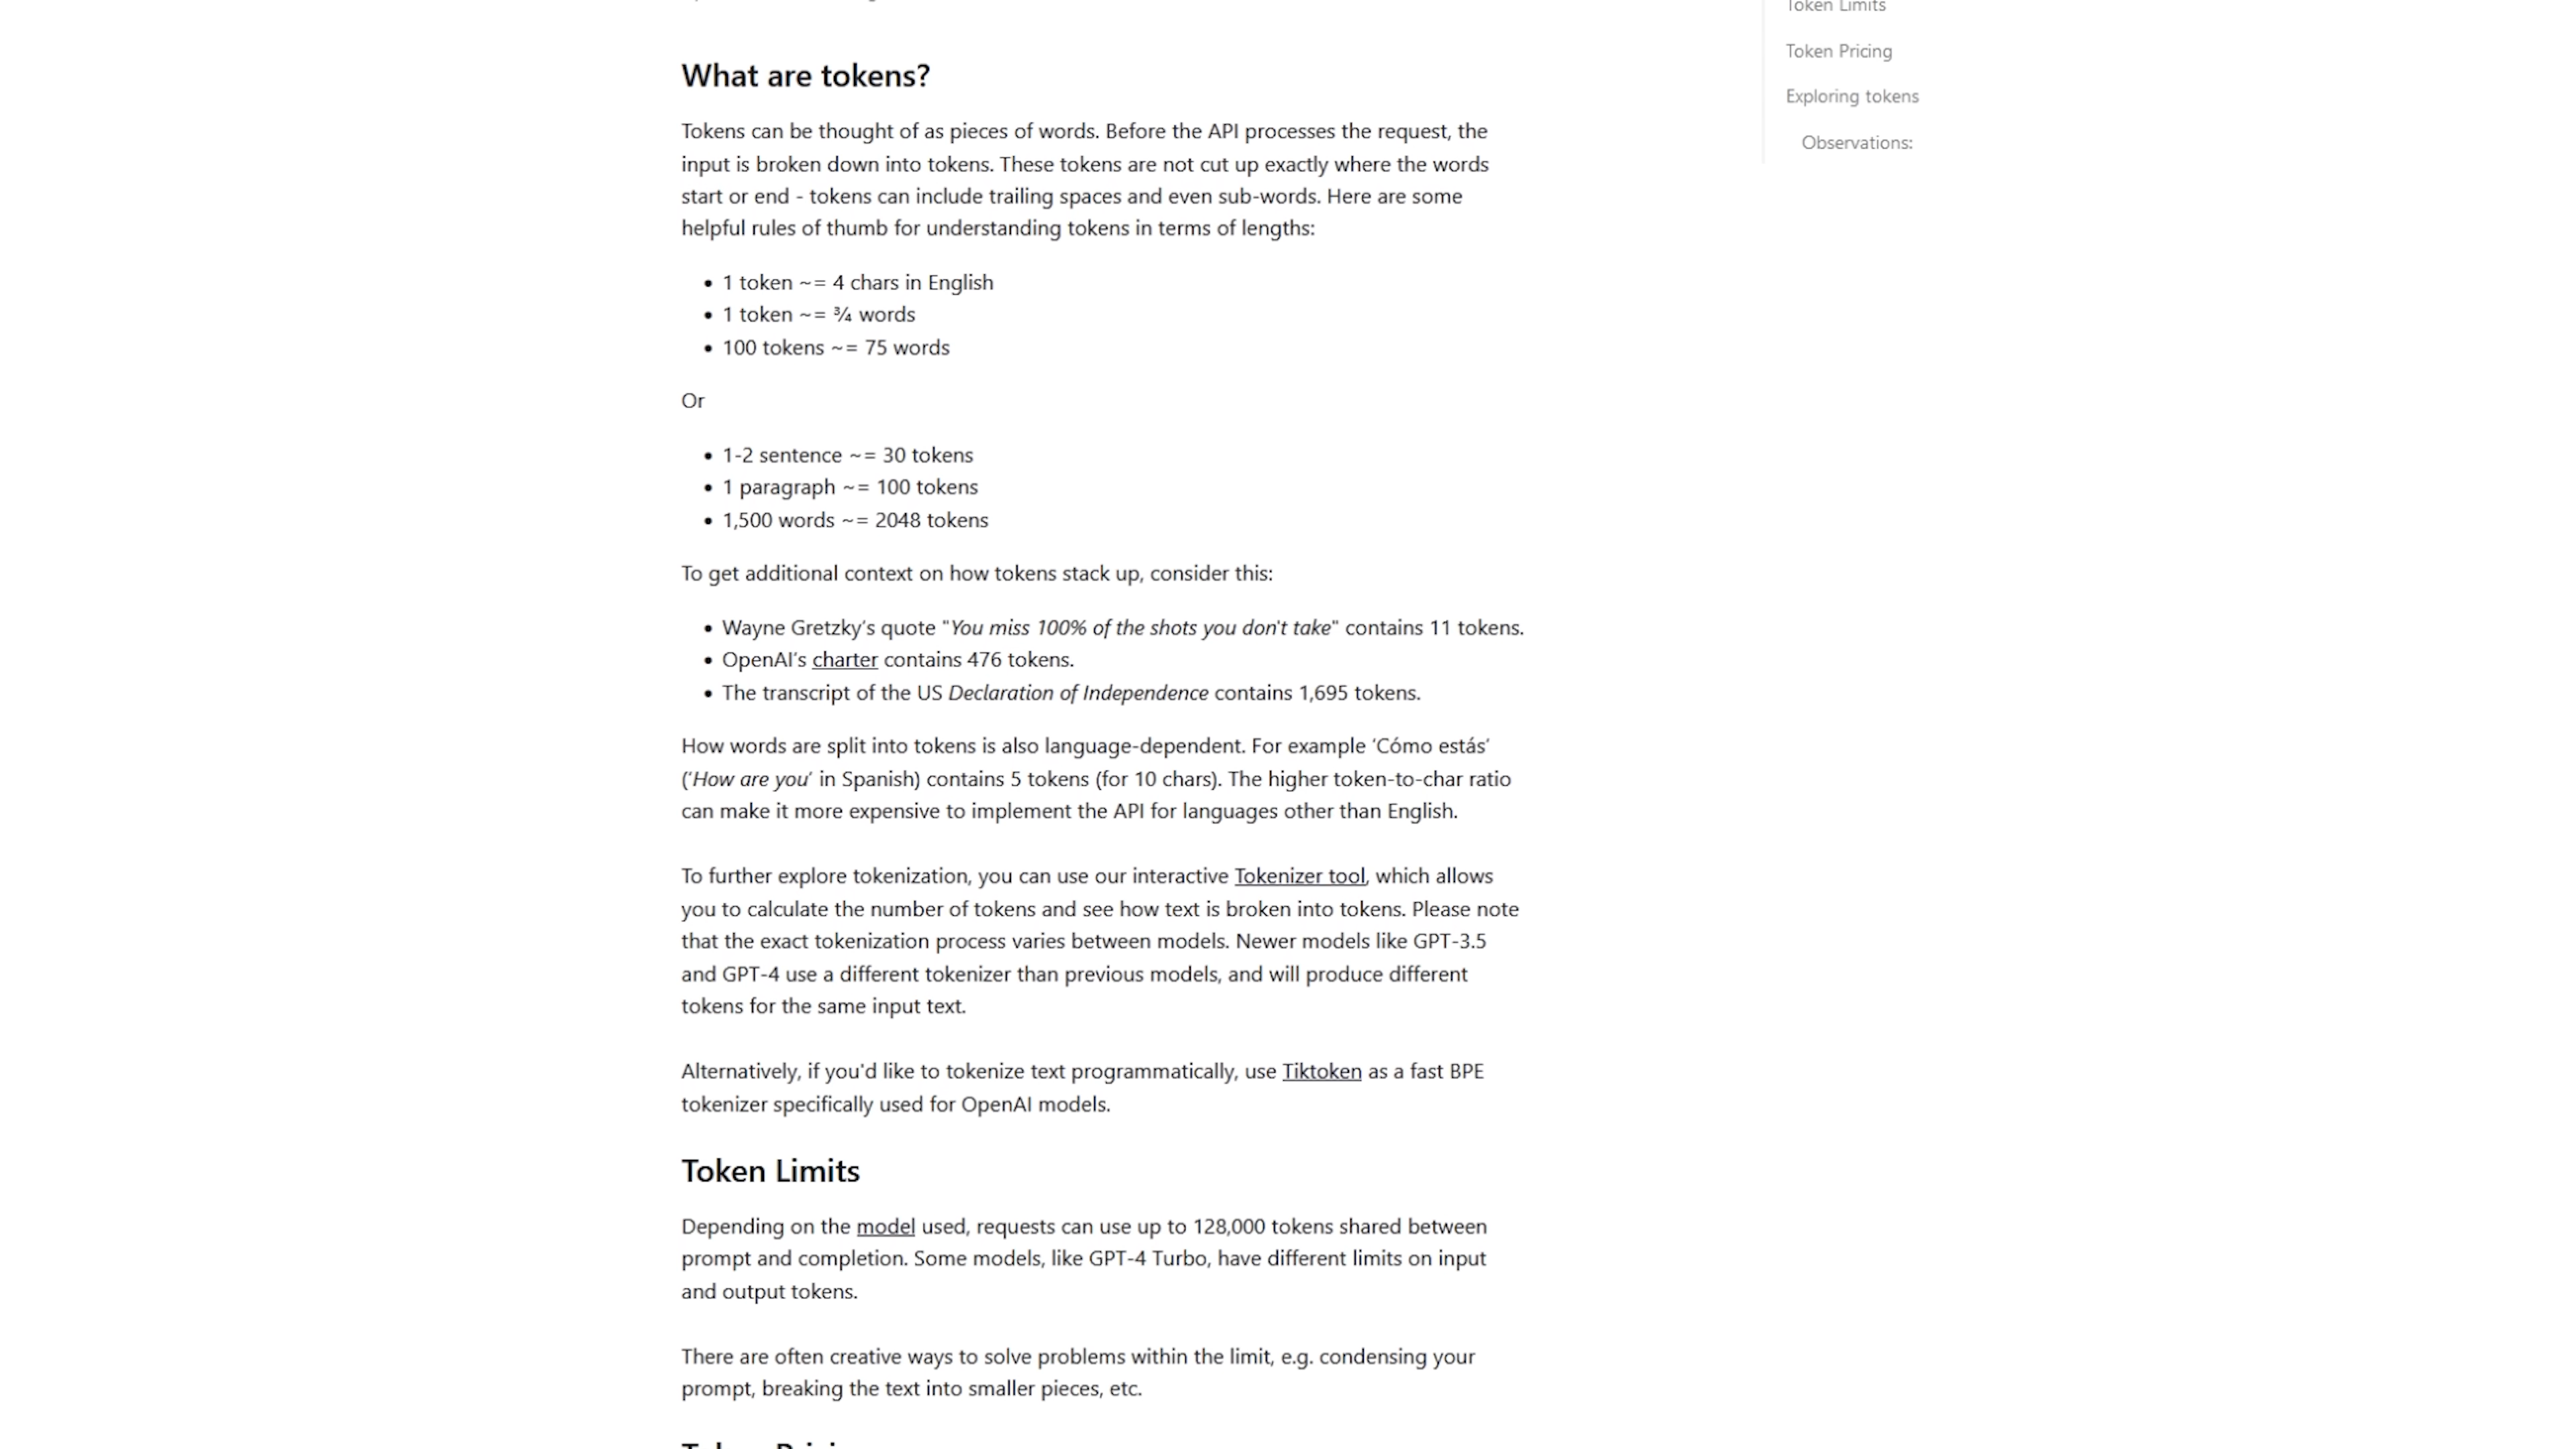 Token Limits
Token Pricing
Exploring tokens
Observations:
What are tokens?
Tokens can be thought of as pieces of words. Before the API processes the request, the
input is broken down into tokens. These tokens are not cut up exactly where the words
start or end - tokens can include trailing spaces and even sub-words. Here are some
helpful rules of thumb for understanding tokens in terms of lengths:
• 1 token ~= 4 chars in English
• 1 token ~= ¾ words
• 100 tokens ~= 75 words
Or
• 1-2 sentence ~= 30 tokens
• 1 paragraph ~= 100 tokens
• 1,500 words ~= 2048 tokens
To get additional context on how tokens stack up, consider this:
• Wayne Gretzky's quote "You miss 100% of the shots you don't take" contains 11 tokens.
• OpenAI's charter contains 476 tokens.
• The transcript of the US Declaration of Independence contains 1,695 tokens.
How words are split into tokens is also language-dependent. For example 'Cómo estás'
('How are you' in Spanish) contains 5 tokens (for 10 chars). The higher token-to-char ratio
can make it more expensive to implement the API for languages other than English.
To further explore tokenization, you can use our interactive Tokenizer tool, which allows
you to calculate the number of tokens and see how text is broken into tokens. Please note
that the exact tokenization process varies between models. Newer models like GPT-3.5
and GPT-4 use a different tokenizer than previous models, and will produce different
tokens for the same input text.
Alternatively, if you'd like to tokenize text programmatically, use Tiktoken as a fast BPE
tokenizer specifically used for OpenAI models.
Token Limits
Depending on the model used, requests can use up to 128,000 tokens shared between
prompt and completion. Some models, like GPT-4 Turbo, have different limits on input
and output tokens.
There are often creative ways to solve problems within the limit, e.g. condensing your
prompt, breaking the text into smaller pieces, etc.